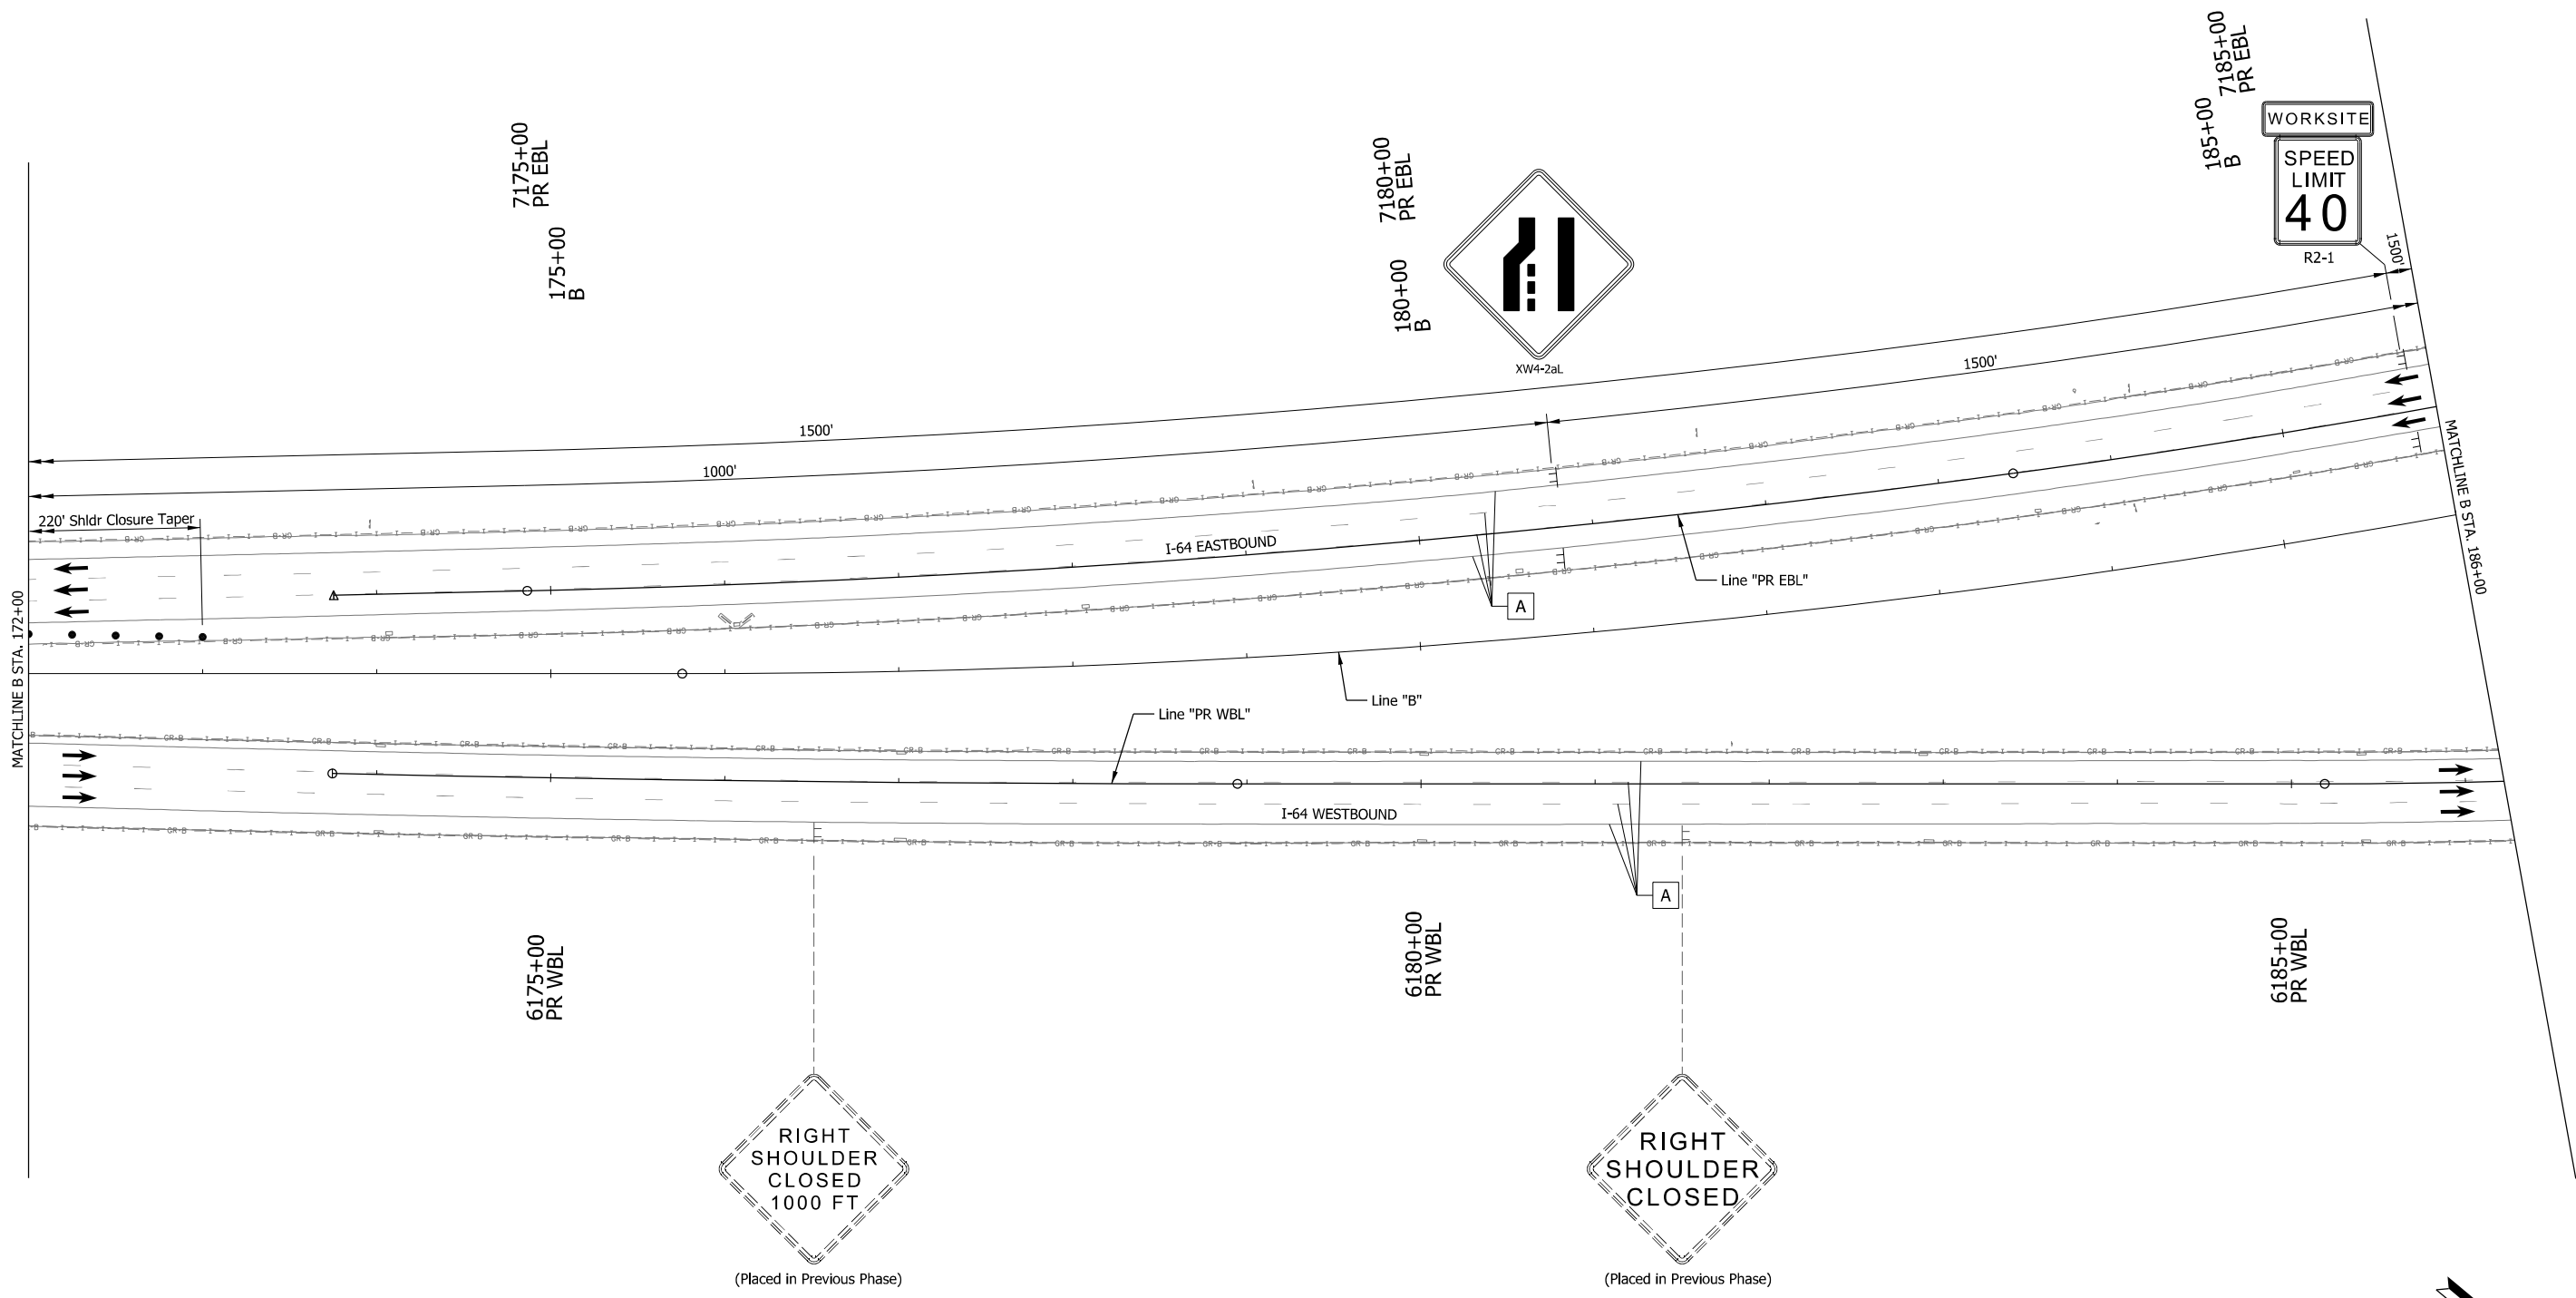 7185+00
PR EBL
185+00
B
WORKSITE
SPEED
LIMIT
40
R2-1
7175+00
PR EBL
175+00
B
7180+00
PR EBL
180+00
B
XW4-2aL
1500'
1500'
1500'
1000'
220' Shldr Closure Taper
I-64 EASTBOUND
Line "PR EBL"
A
MATCHLINE B STA. 172+00
MATCHLINE B STA. 186+00
Line "B"
Line "PR WBL"
I-64 WESTBOUND
A
6175+00
PR WBL
6180+00
PR WBL
6185+00
PR WBL
RIGHT
SHOULDER
CLOSED
1000 FT
(Placed in Previous Phase)
RIGHT
SHOULDER
CLOSED
(Placed in Previous Phase)